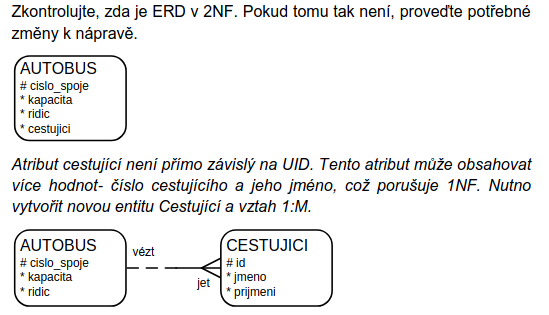 Zkontrolujte, zda je ERD v 2NF. Pokud tomu tak není, proveďte potřebné
změny k nápravě.
AUTOBUS
# cislo_spoje
* kapacita
* ridic
* cestujici
Atribut cestující není přímo závislý na UID. Tento atribut může obsahovat
více hodnot- číslo cestujícího a jeho jméno, což porušuje 1NF. Nutno
vytvořit novou entitu Cestující a vztah 1:M.
AUTOBUS
# cislo_spoje
* kapacita
* ridic
vézt
jet
CESTUJICI
# id
* jmeno
* prijmeni